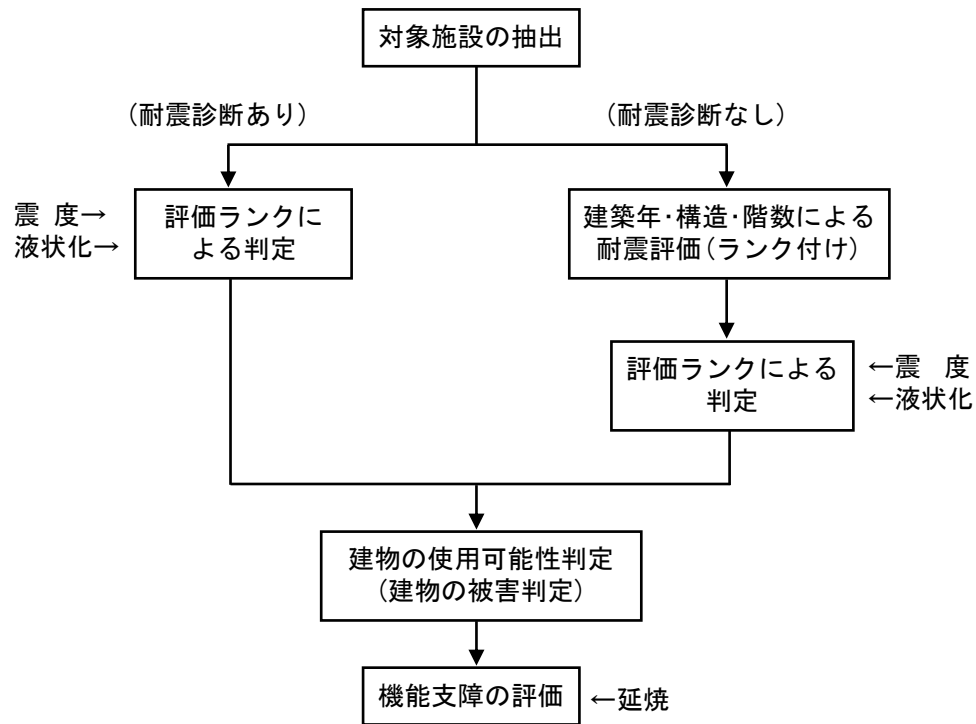 対象施設の抽出
(耐震診断あり)
(耐震診断なし)
震 度→
液状化→
評価ランクに
よる判定
建築年･構造･階数による
耐震評価(ランク付け)
評価ランクによる
判定
←震 度
←液状化
建物の使用可能性判定
(建物の被害判定)
機能支障の評価
←延焼